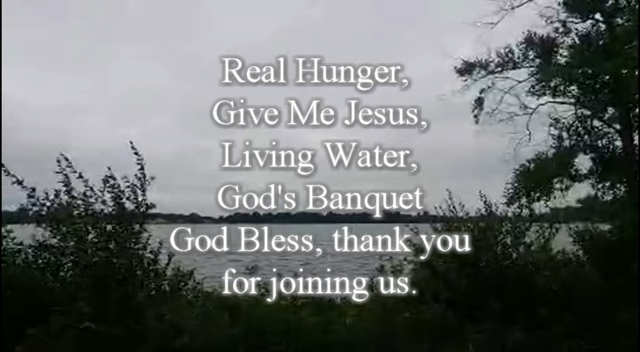 Real Hunger,
Give Me Jesus,
Living Water,
God's Banquet
God Bless, thank you
for joining us.